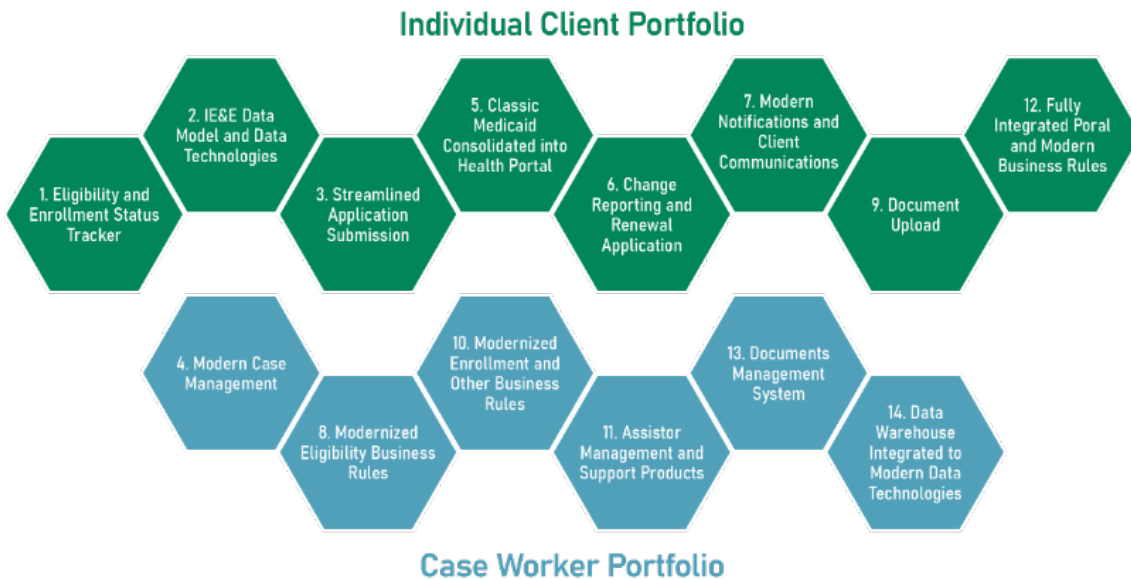 Individual Client Portfolio
1. Eligibility and
Enrollment Status
Tracker
2. IE&E Data
Model and Data
Technologies
3. Streamlined
Application
Submission
5. Classic
Medicaid
Consolidated into
Health Portal
6. Change
Reporting and
Renewal
Application
7. Modern
Notifications and
Client
Communications
9. Document
Upload
12. Fully
Integrated Poral
and Modern
Business Rules
4. Modern Case
Management
8. Modernized
Eligibility Business
Rules
10. Modernized
Enrollment and
Other Business
Rules
11. Assistor
Management and
Support Products
13. Documents
Management
System
14. Data
Warehouse
Integrated to
Modern Data
Technologies
Case Worker Portfolio